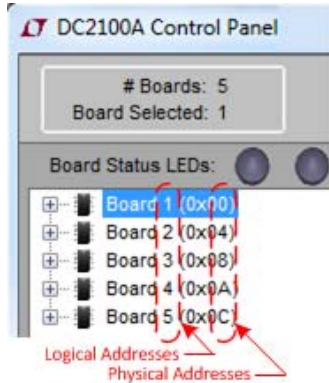 DC2100A Control Panel
# Boards: 5
Board Selected: 1
Board Status LEDs:
Board 1 (0x00)
Board 2 (0x04)
Board 3 (0x08)
Board 4 (0x0A)
Board 5 (0x0C)
Logical Addresses
Physical Addresses